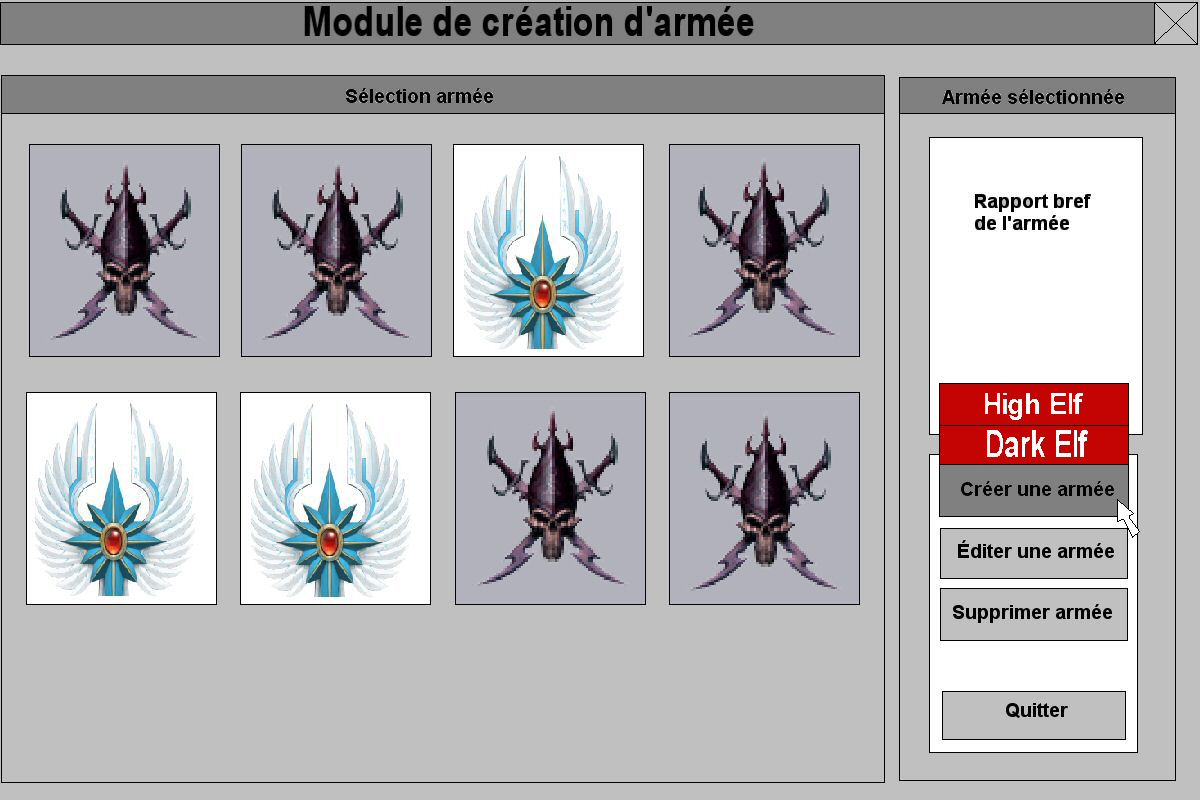 Module de création d'armée
Sélection armée
Armée sélectionnée
Rapport bref
de l'armée
High Elf
Dark Elf
Créer une armée
Éditer une armée
Supprimer armée
Quitter